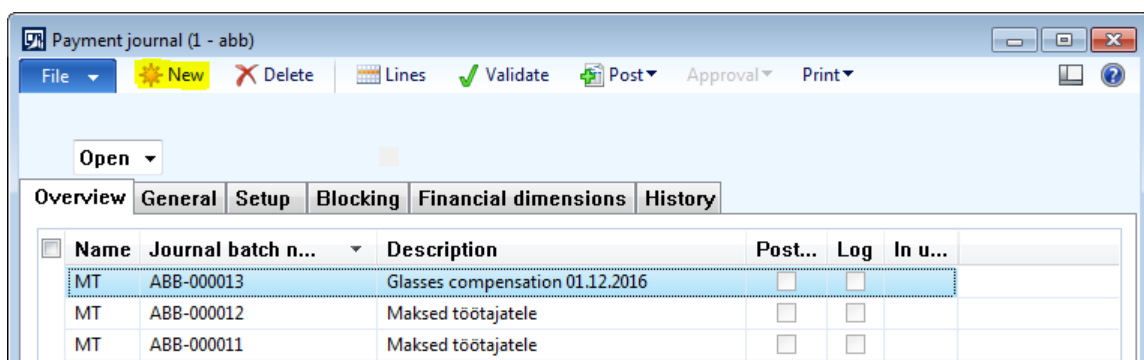 Payment journal (1 - abb)
File New Delete Lines Validate Post Approval Print
Open
Overview General Setup Blocking Financial dimensions History
Name Journal batch n... Description Post... Log In u...
MT ABB-000013 Glasses compensation 01.12.2016
MT ABB-000012 Maksed töötajatele
MT ABB-000011 Maksed töötajatele